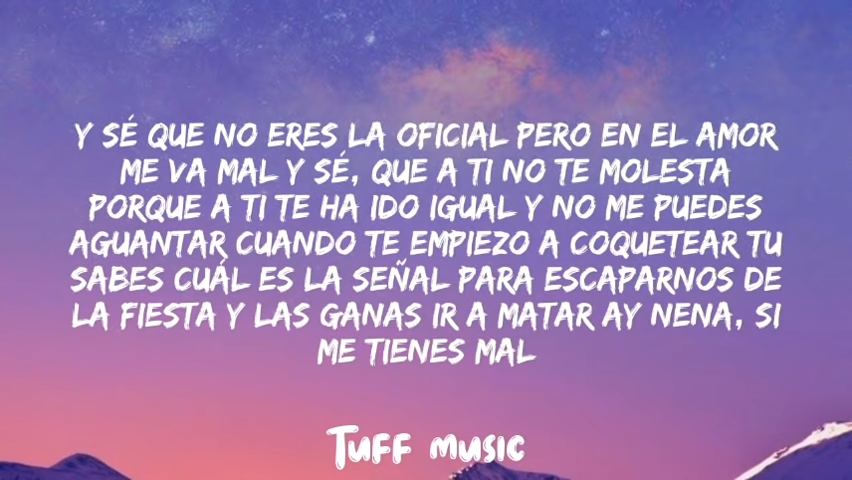 Y SÉ QUE NO ERES LA OFICIAL PERO EN EL AMOR
ME VA MAL Y SÉ, QUE A TI NO TE MOLESTA
PORQUE A TI TE HA IDO IGUAL Y NO ME PUEDES
AGUANTAR CUANDO TE EMPIEZO A COQUETEAR TU
SABES CUÁL ES LA SEÑAL PARA ESCAPARNOS DE
LA FIESTA Y LAS GANAS IR A MATAR AY NENA, SI
ME TIENES MAL
TUFF MUSIC